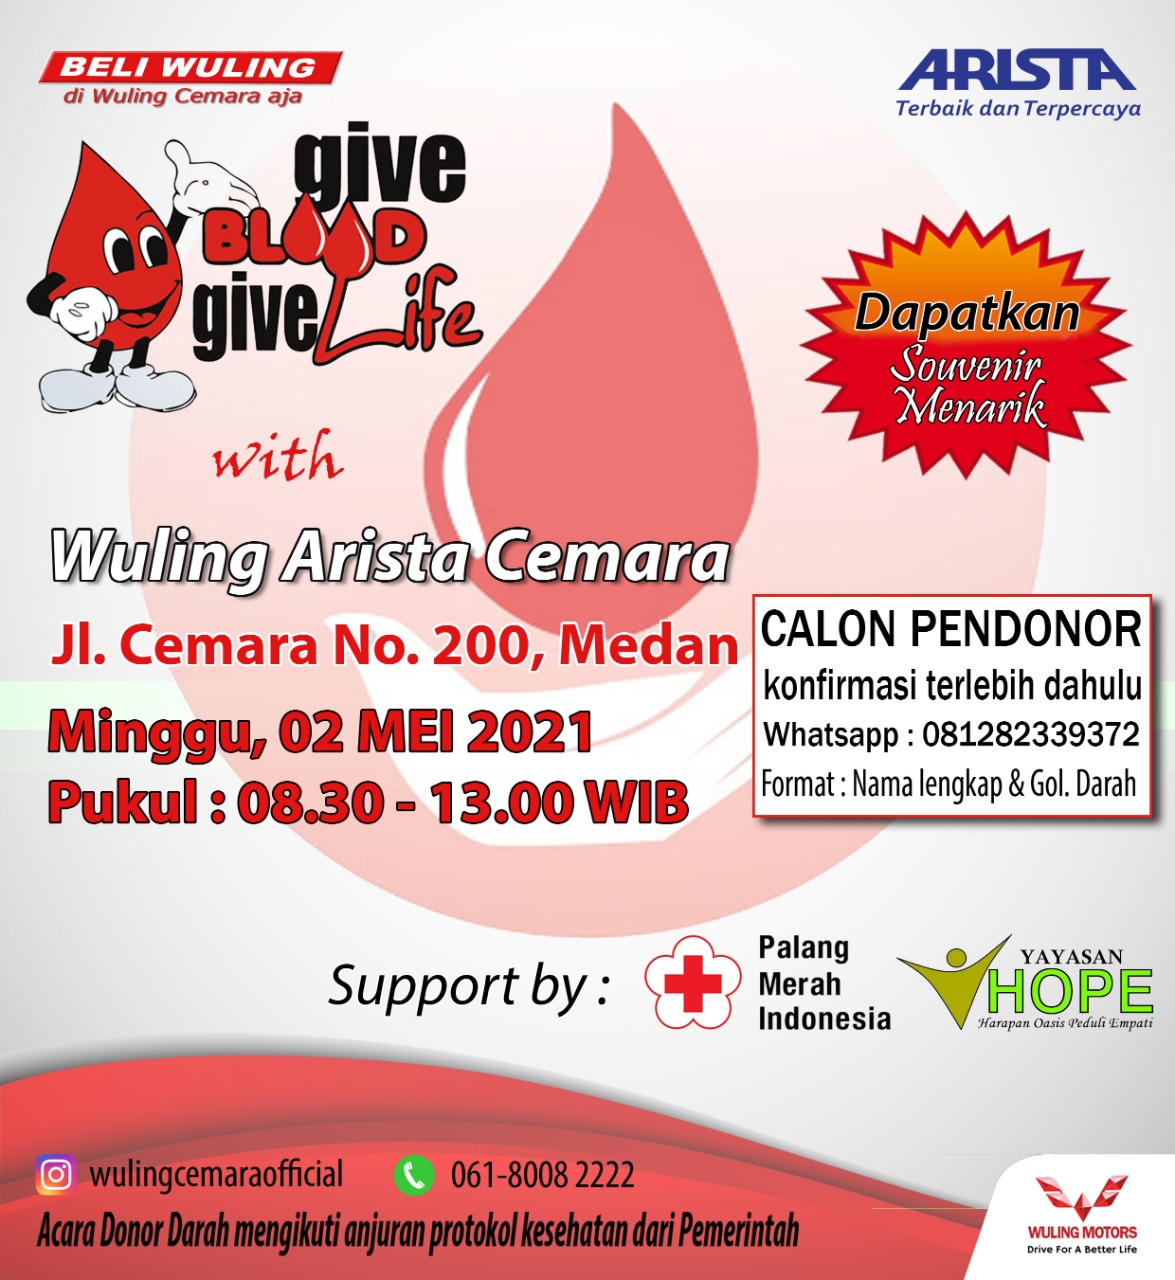 BELI WULING
di Wuling Cemara aja
ARISTA
Terbaik dan Terpercaya
give
BLOOD
give Life
Dapatkan
Souvenir
Menarik
with
Wuling Arista Cemara
Jl. Cemara No. 200, Medan
Minggu, 02 MEI 2021
Pukul : 08.30 - 13.00 WIB
CALON PENDONOR
konfirmasi terlebih dahulu
Whatsapp : 081282339372
Format : Nama lengkap & Gol. Darah
Support by :
Palang
Merah
Indonesia
YAYASAN
HOPE
Harapan Oasis Peduli Empati
wulingcemaraofficial
061-8008 2222
Acara Donor Darah mengikuti anjuran protokol kesehatan dari Pemerintah
WULING MOTORS
Drive For A Better Life